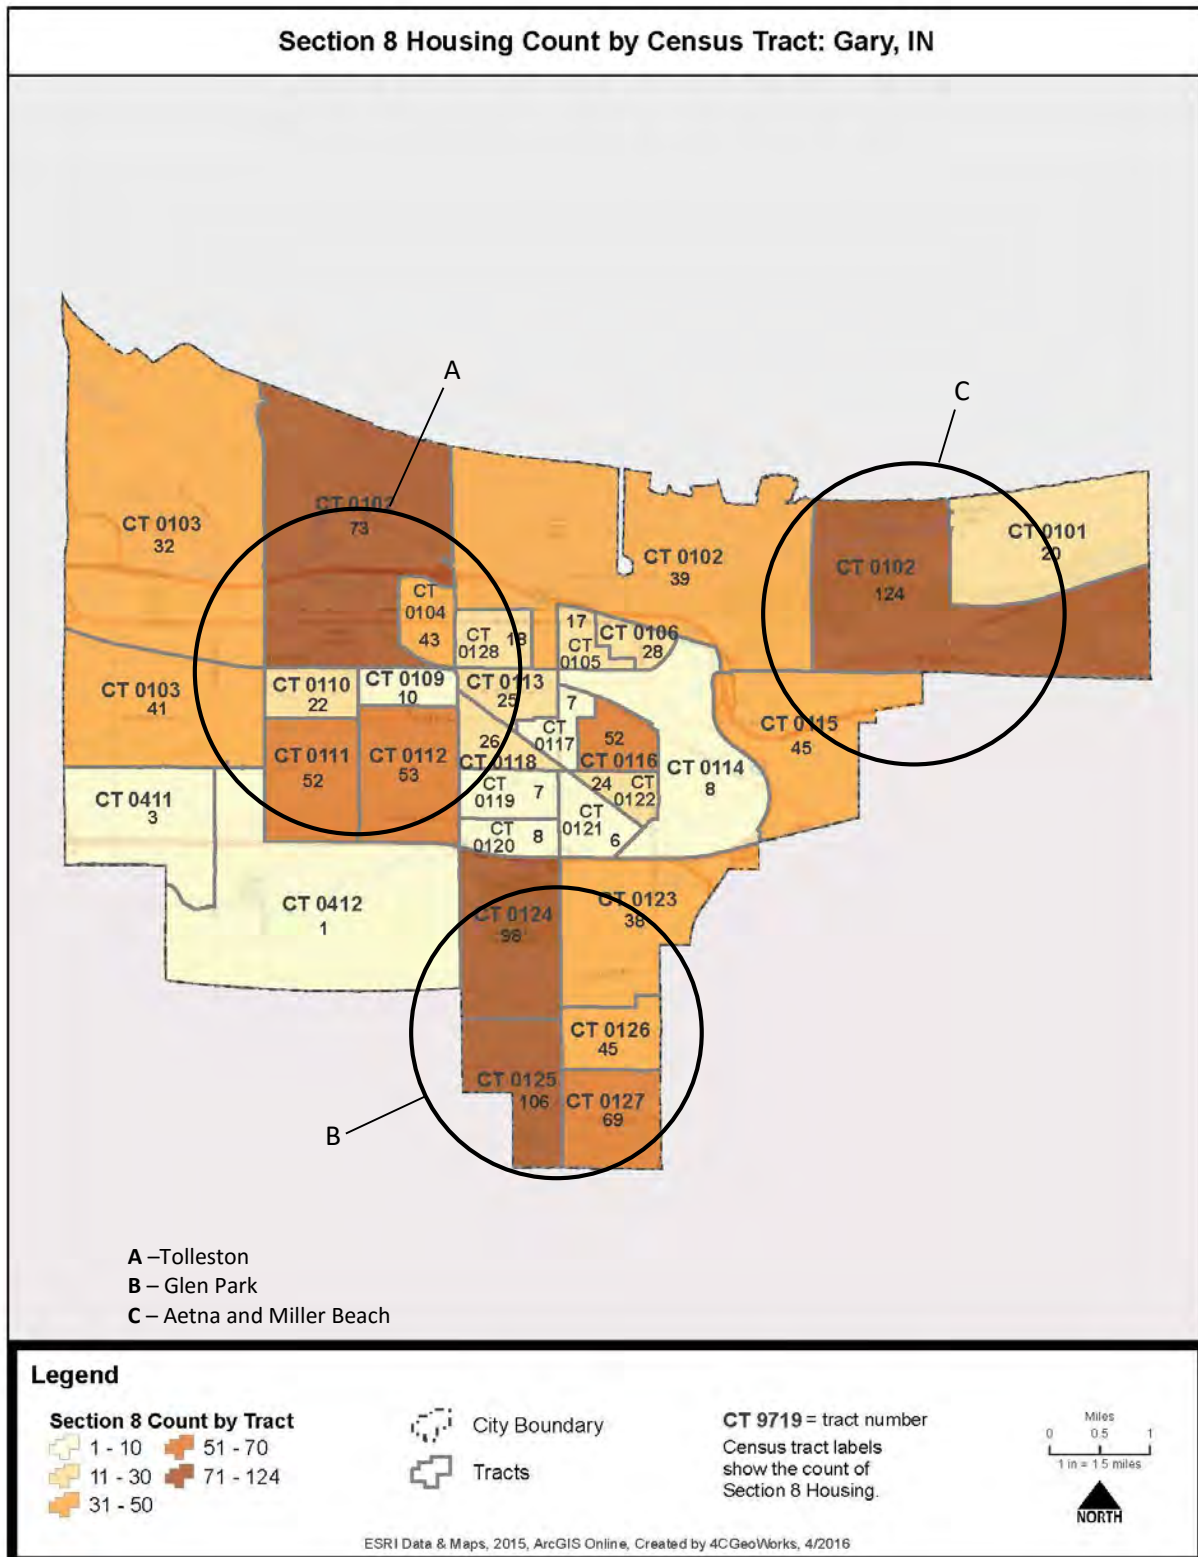 Section 8 Housing Count by Census Tract: Gary, IN
A
C
CT 0102
73
CT 0103
32
CT 0102
39
CT 0101
20
CT 0102
124
CT
0104
43
CT
0128
18
17
CT
0105
CT 0106
28
CT 0103
41
CT 0110
22
CT 0109
10
CT 0113
25
7
CT
0117
52
CT 0116
CT 0115
45
CT 0111
52
CT 0112
53
26
CT 0118
CT 0114
8
24
CT
0122
CT 0411
3
CT
0119
7
CT
0121
6
CT
0120
8
CT 0412
1
CT 0124
98
CT 0123
38
CT 0126
45
CT 0125
106
CT 0127
69
B
A –Tolleston
B – Glen Park
C – Aetna and Miller Beach
Legend
Section 8 Count by Tract
1 - 10
11 - 30
31 - 50
51 - 70
71 - 124
City Boundary
Tracts
CT 9719 = tract number
Census tract labels
show the count of
Section 8 Housing.
Miles
0 0.5 1
1 in = 1.5 miles
NORTH
ESRI Data & Maps, 2015, ArcGIS Online, Created by 4CGeoWorks, 4/2016